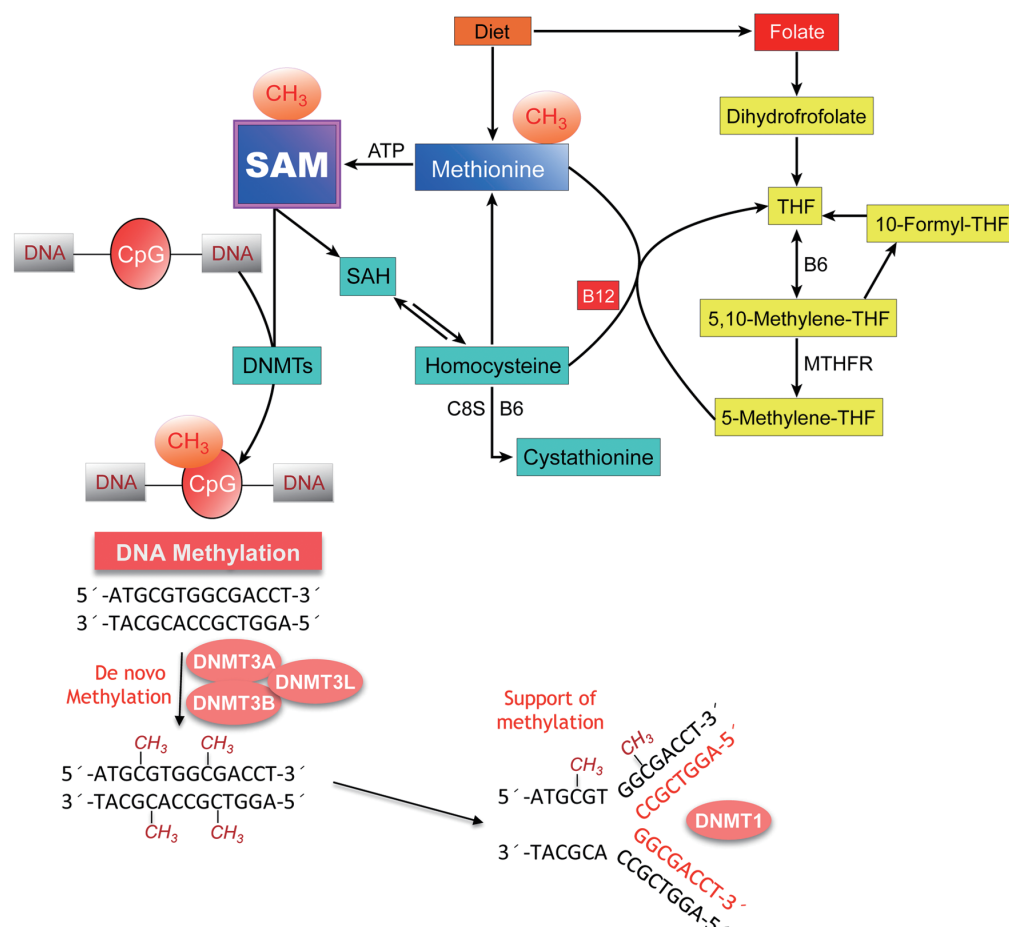 Diet
Folate
CH₃
CH₃
Dihydrofrofolate
SAM
ATP
Methionine
THF
10-Formyl-THF
DNA
CpG
DNA
SAH
B6
B12
5,10-Methylene-THF
DNMTs
Homocysteine
MTHFR
C8S
B6
5-Methylene-THF
CH₃
Cystathionine
DNA
CpG
DNA
DNA Methylation
5´-ATGCGTGGCGACCT-3´
3´-TACGCACCGCTGGA-5´
De novo
Methylation
DNMT3A
DNMT3L
DNMT3B
CH₃ CH₃
5´-ATGCGTGGCGACCT-3´
3´-TACGCACCGCTGGA-5´
CH₃ CH₃
Support of
methylation
CH₃
CH₃
5´-ATGCGT
GGCGACCT-3´
CCGCTGGA-5´
DNMT1
3´-TACGCA
GGCGACCT-3´
CCGCTGGA-5´